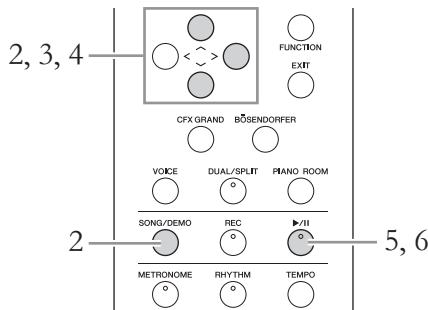 2, 3, 4
FUNCTION
EXIT
CFX GRAND BÖSENDORFER
VOICE DUAL/SPLIT PIANO ROOM
SONG/DEMO REC ▶/II
2
5, 6
METRONOME RHYTHM TEMPO